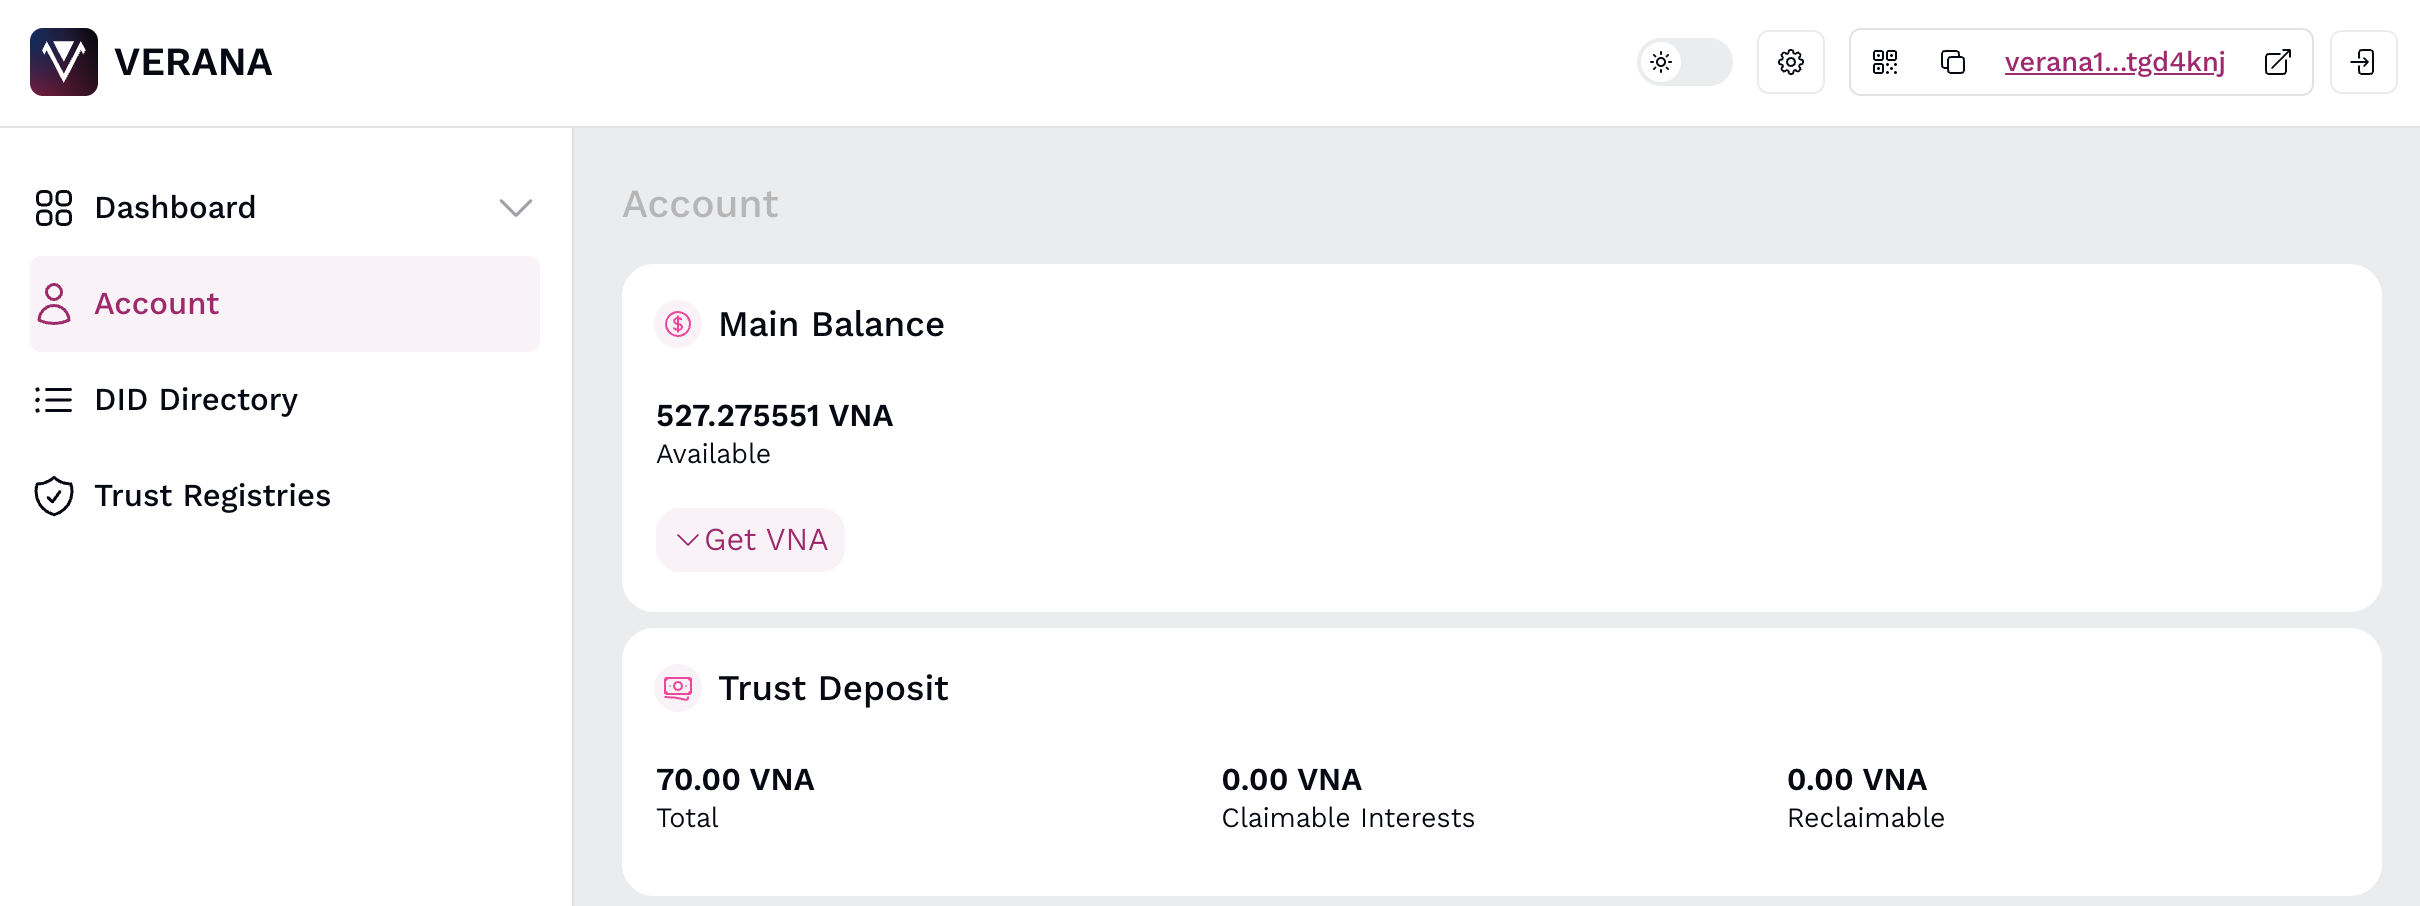 VERANA
verana1...tgd4knj
Dashboard
Account
DID Directory
Trust Registries
Account
Main Balance
527.275551 VNA
Available
Get VNA
Trust Deposit
70.00 VNA
Total
0.00 VNA
Claimable Interests
0.00 VNA
Reclaimable